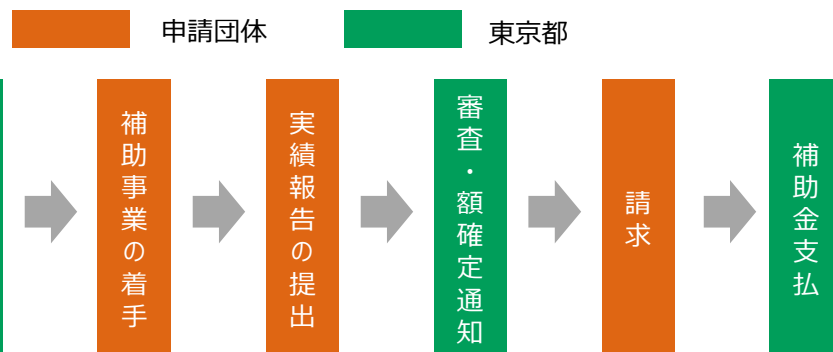 申請団体
東京都
補助事業の着手
実績報告の提出
審査・額確定通知
請求
補助金支払